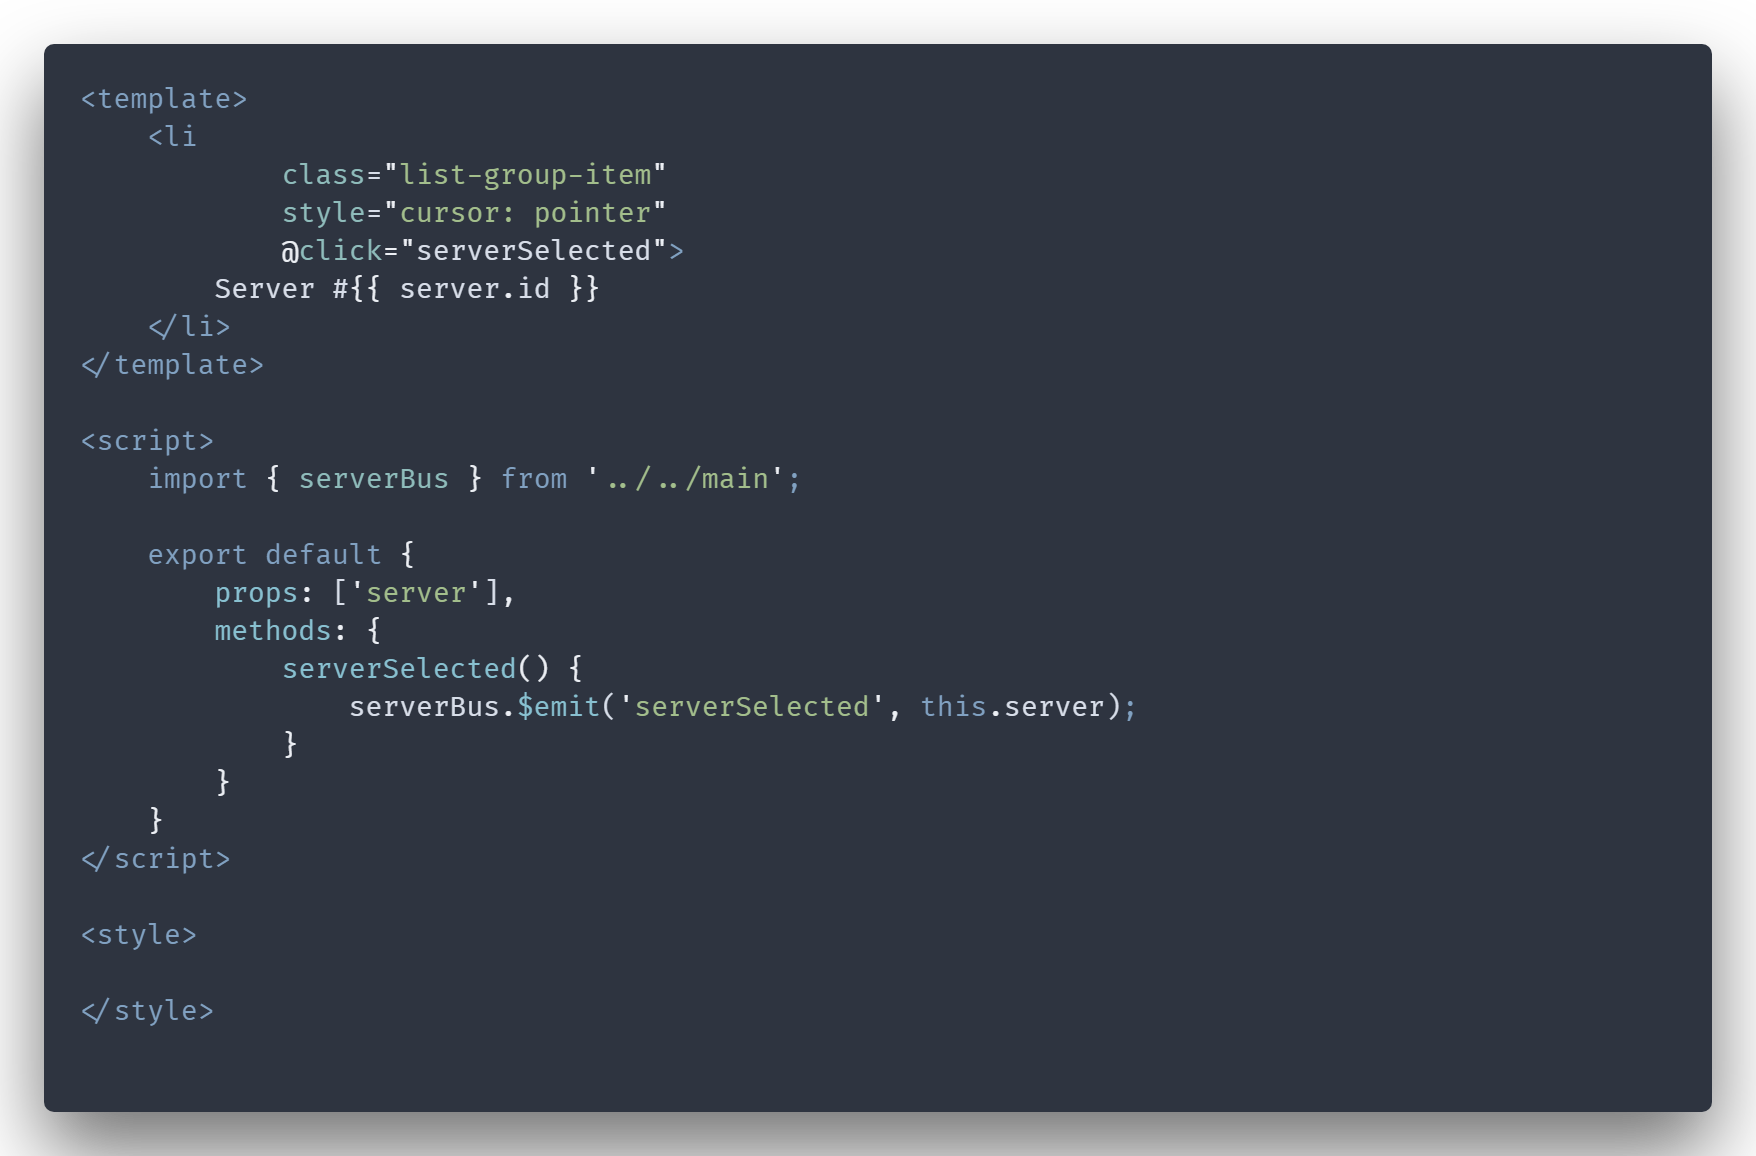 <template>
    <li
            class="list-group-item"
            style="cursor: pointer"
            @click="serverSelected">
        Server #{{ server.id }}
    </li>
</template>

<script>
    import { serverBus } from '../../main';

    export default {
        props: ['server'],
        methods: {
            serverSelected() {
                serverBus.$emit('serverSelected', this.server);
            }
        }
    }
</script>

<style>

</style>